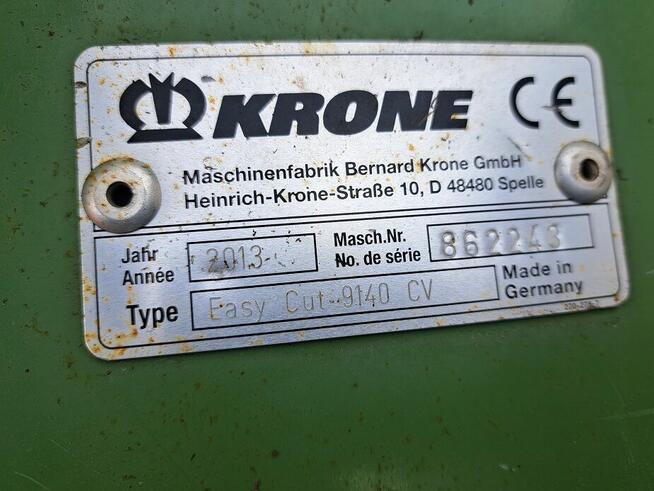 KRONE CE
Maschinenfabrik Bernard Krone GmbH
Heinrich-Krone-Straße 10, D 48480 Spelle
Jahr
Année
2013
Masch.Nr.
No. de série
862243
Type
Easy Cut 9140 CV
Made in
Germany